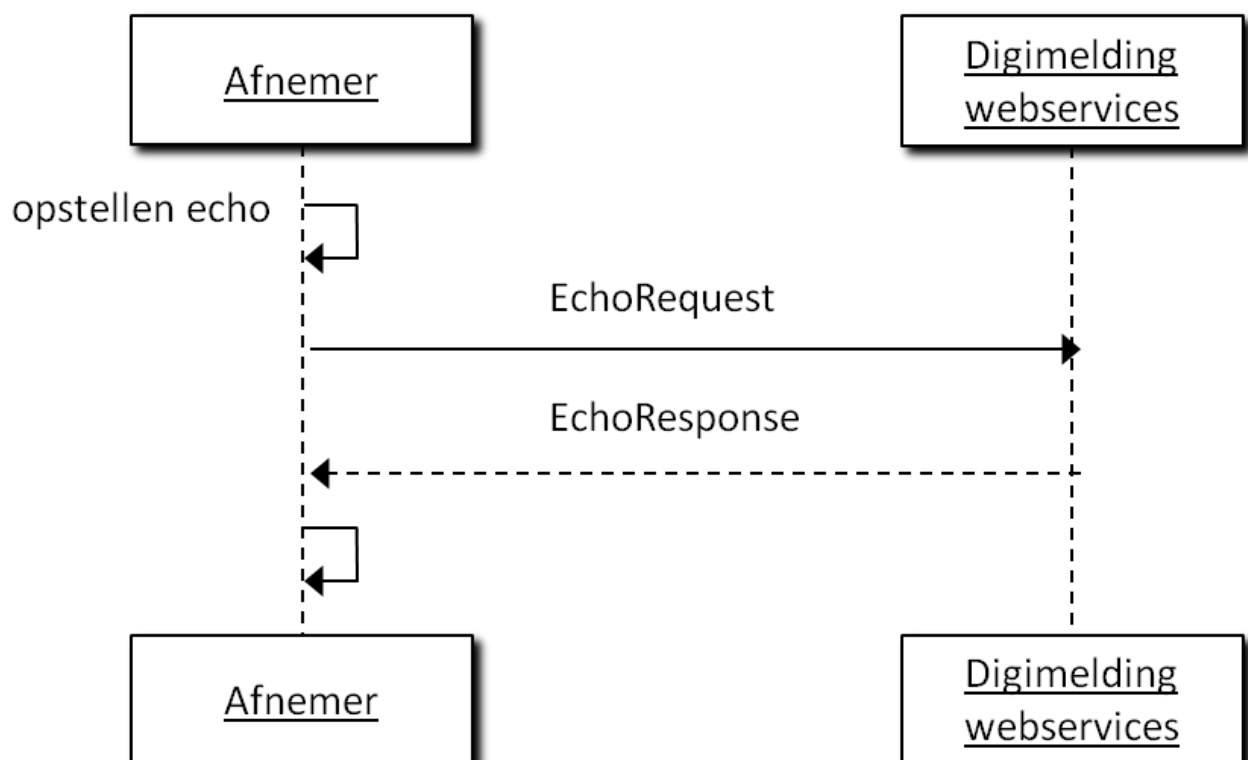 Afnemer
Digimelding
webservices
opstellen echo
EchoRequest
EchoResponse
Afnemer
Digimelding
webservices